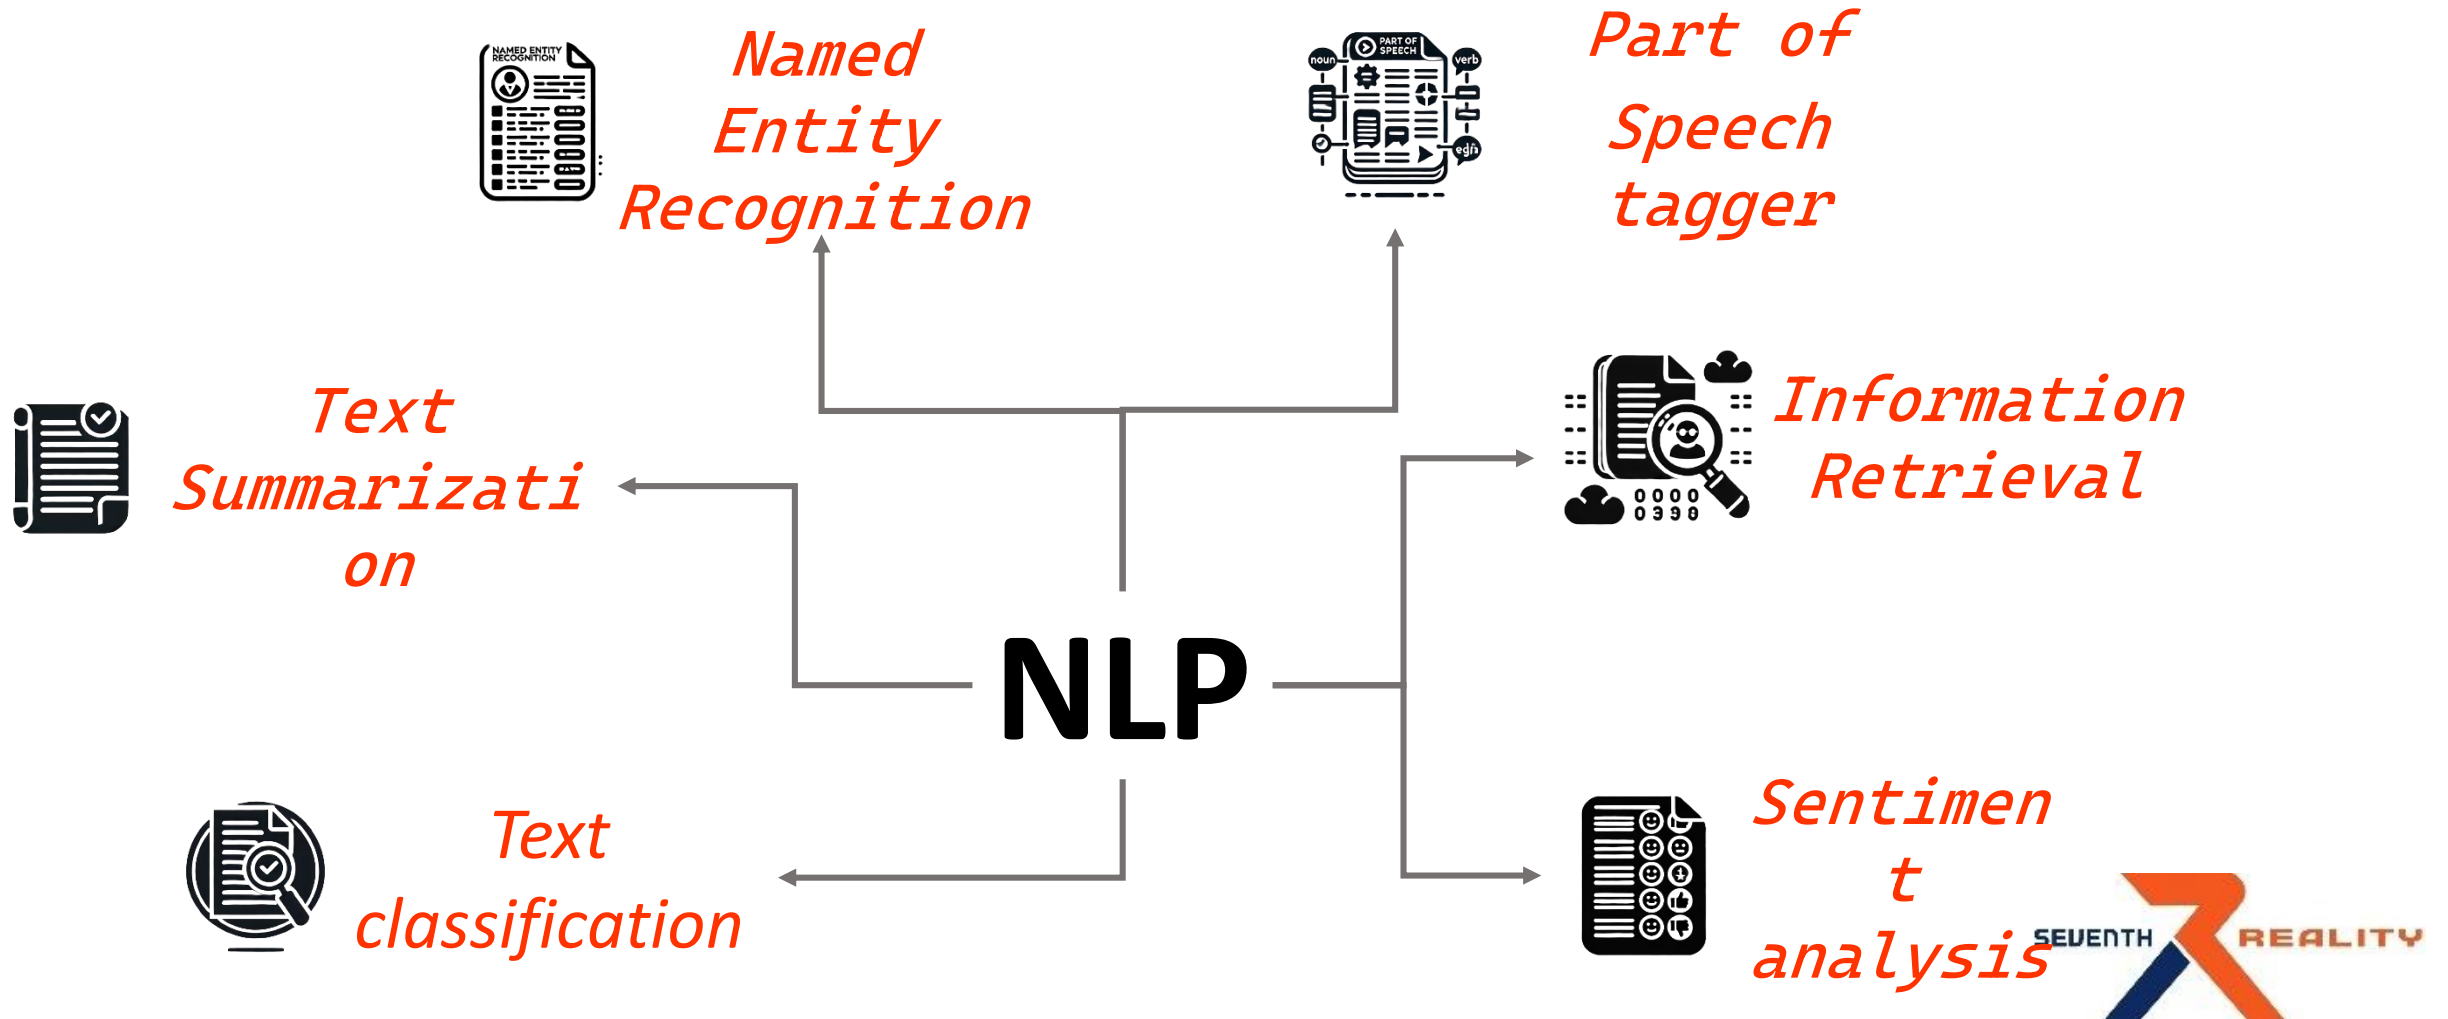 NAMED ENTITY
RECOGNITION
Named
Entity
Recognition
PART OF
SPEECH
noun
verb
Part of
Speech
tagger
Text
Summarizati
on
Information
Retrieval
0000
NLP
Text
classification
Sentimen
t
analysis
SEVENTH REALITY